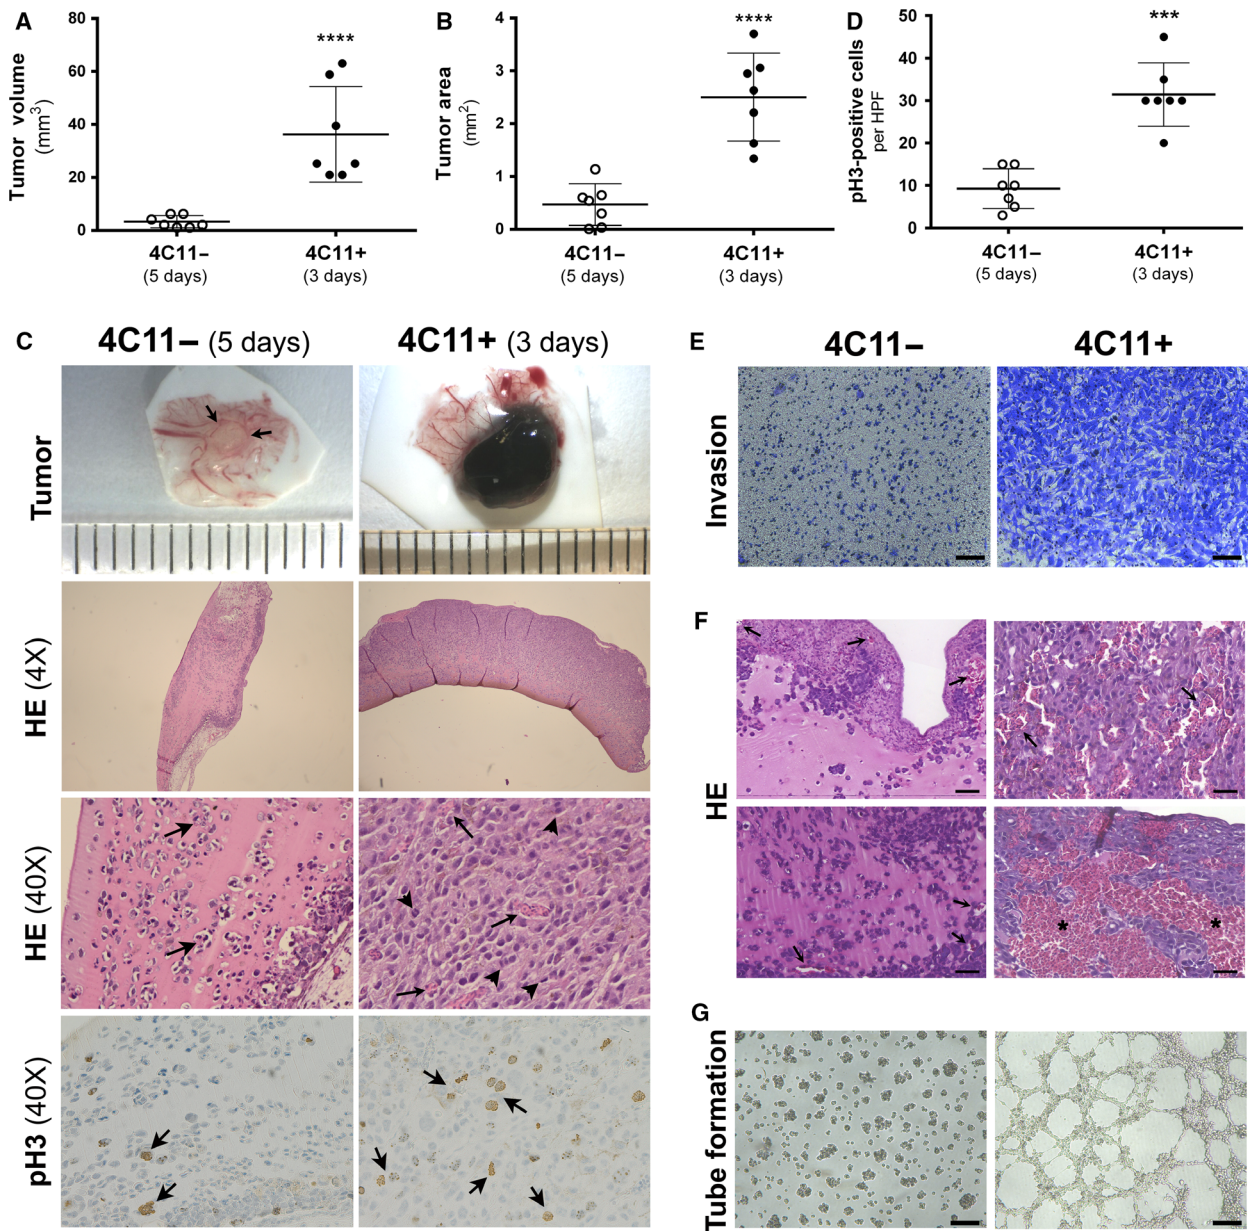 A
Tumor volume
(mm3)
80
60
40
20
0
****
4C11–
(5 days)
4C11+
(3 days)
B
Tumor area
(mm2)
4
3
2
1
0
****
4C11–
(5 days)
4C11+
(3 days)
D
pH3-positive cells
per HPF
50
40
30
20
10
0
***
4C11–
(5 days)
4C11+
(3 days)
C
4C11– (5 days)
4C11+ (3 days)
Tumor
HE (4X)
HE (40X)
pH3 (40X)
E
4C11–
4C11+
Invasion
F
HE
*
*
G
Tube formation